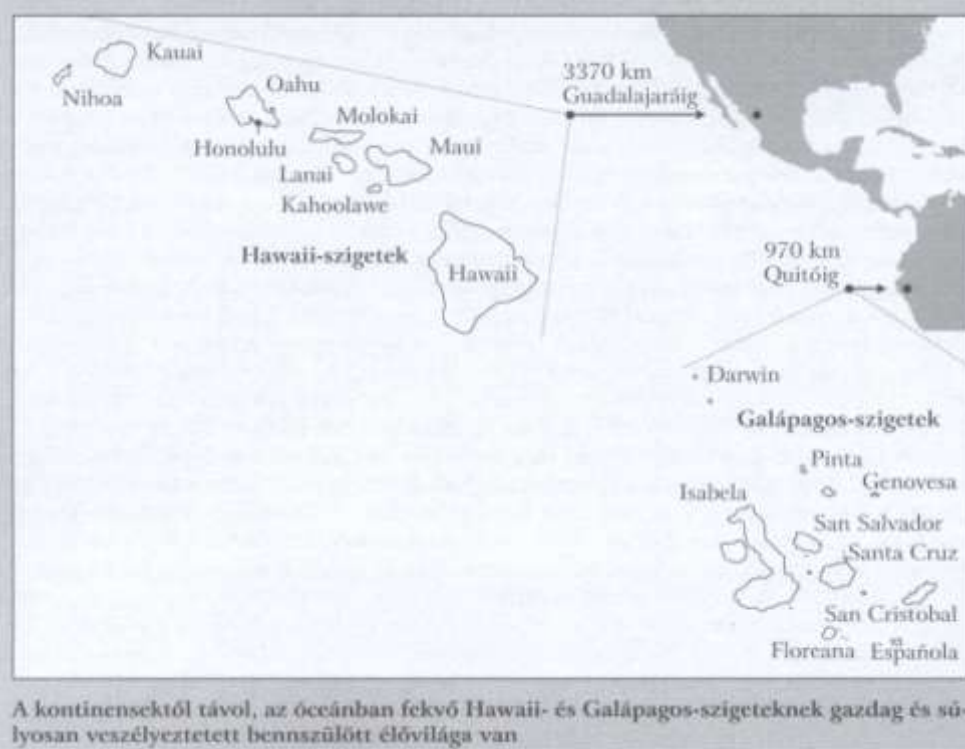 Kauai
Nihoa
Oahu
Honolulu
Molokai
Maui
Lanai
Kahoolawe
Hawaii-szigetek
Hawaii
3370 km
Guadalajaráig
970 km
Quitóig
Darwin
Galápagos-szigetek
Pinta
Genovesa
Isabela
San Salvador
Santa Cruz
San Cristobal
Floreana
Española
A kontinensektől távol, az óceánban fekvő Hawaii- és Galápagos-szigeteknek gazdag és sú-
lyosan veszélyeztetett bennszülött élővilága van